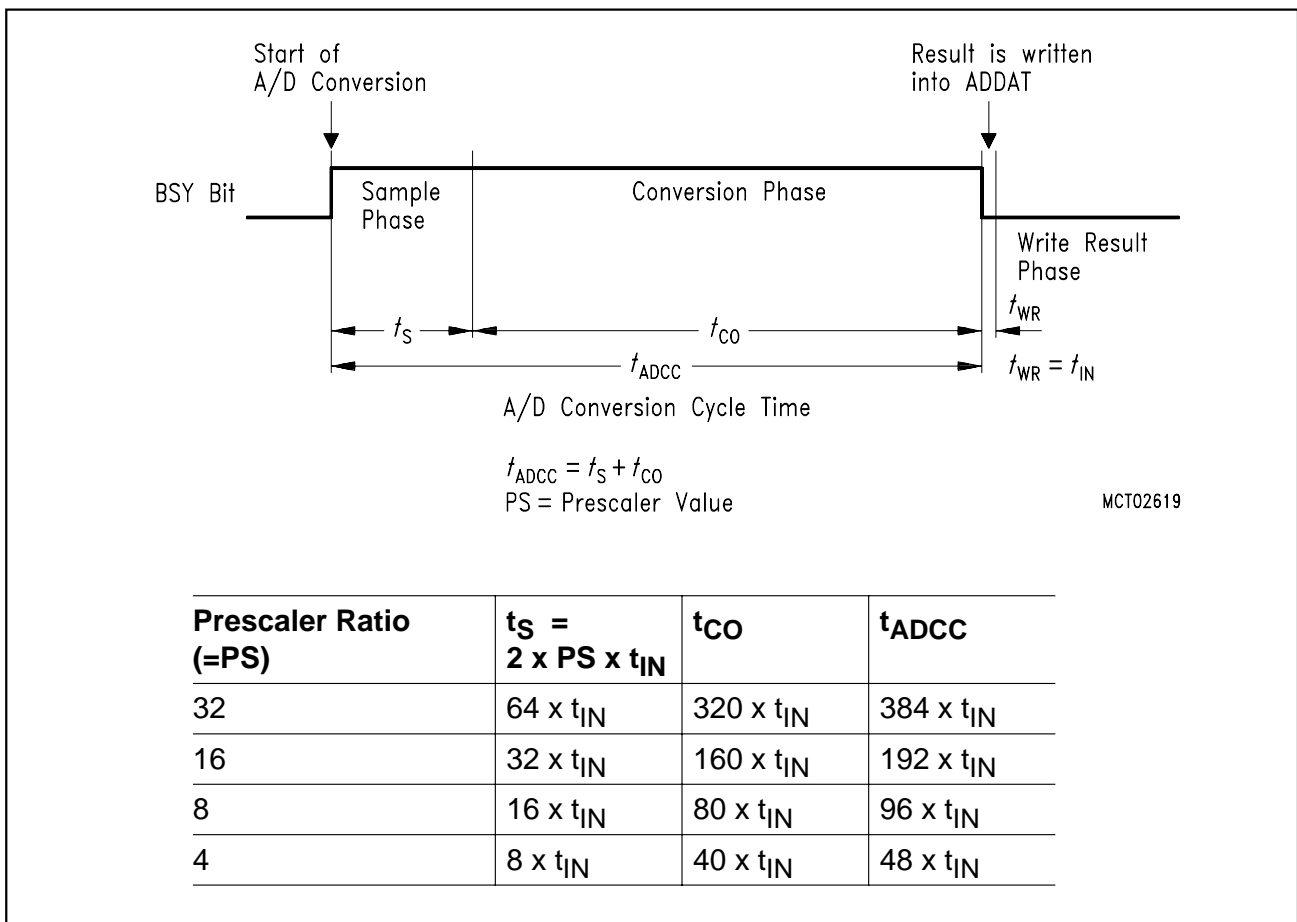 Start of
A/D Conversion
Result is written
into ADDAT
BSY Bit
Sample
Phase
Conversion Phase
Write Result
Phase
tS
tCO
tWR
tADCC
tWR = tIN
A/D Conversion Cycle Time
tADCC = tS + tCO
PS = Prescaler Value
MCT02619
Prescaler Ratio
(=PS)
tS =
2 x PS x tIN
tCO
tADCC
32 64 x tIN 320 x tIN 384 x tIN
16 32 x tIN 160 x tIN 192 x tIN
8 16 x tIN 80 x tIN 96 x tIN
4 8 x tIN 40 x tIN 48 x tIN